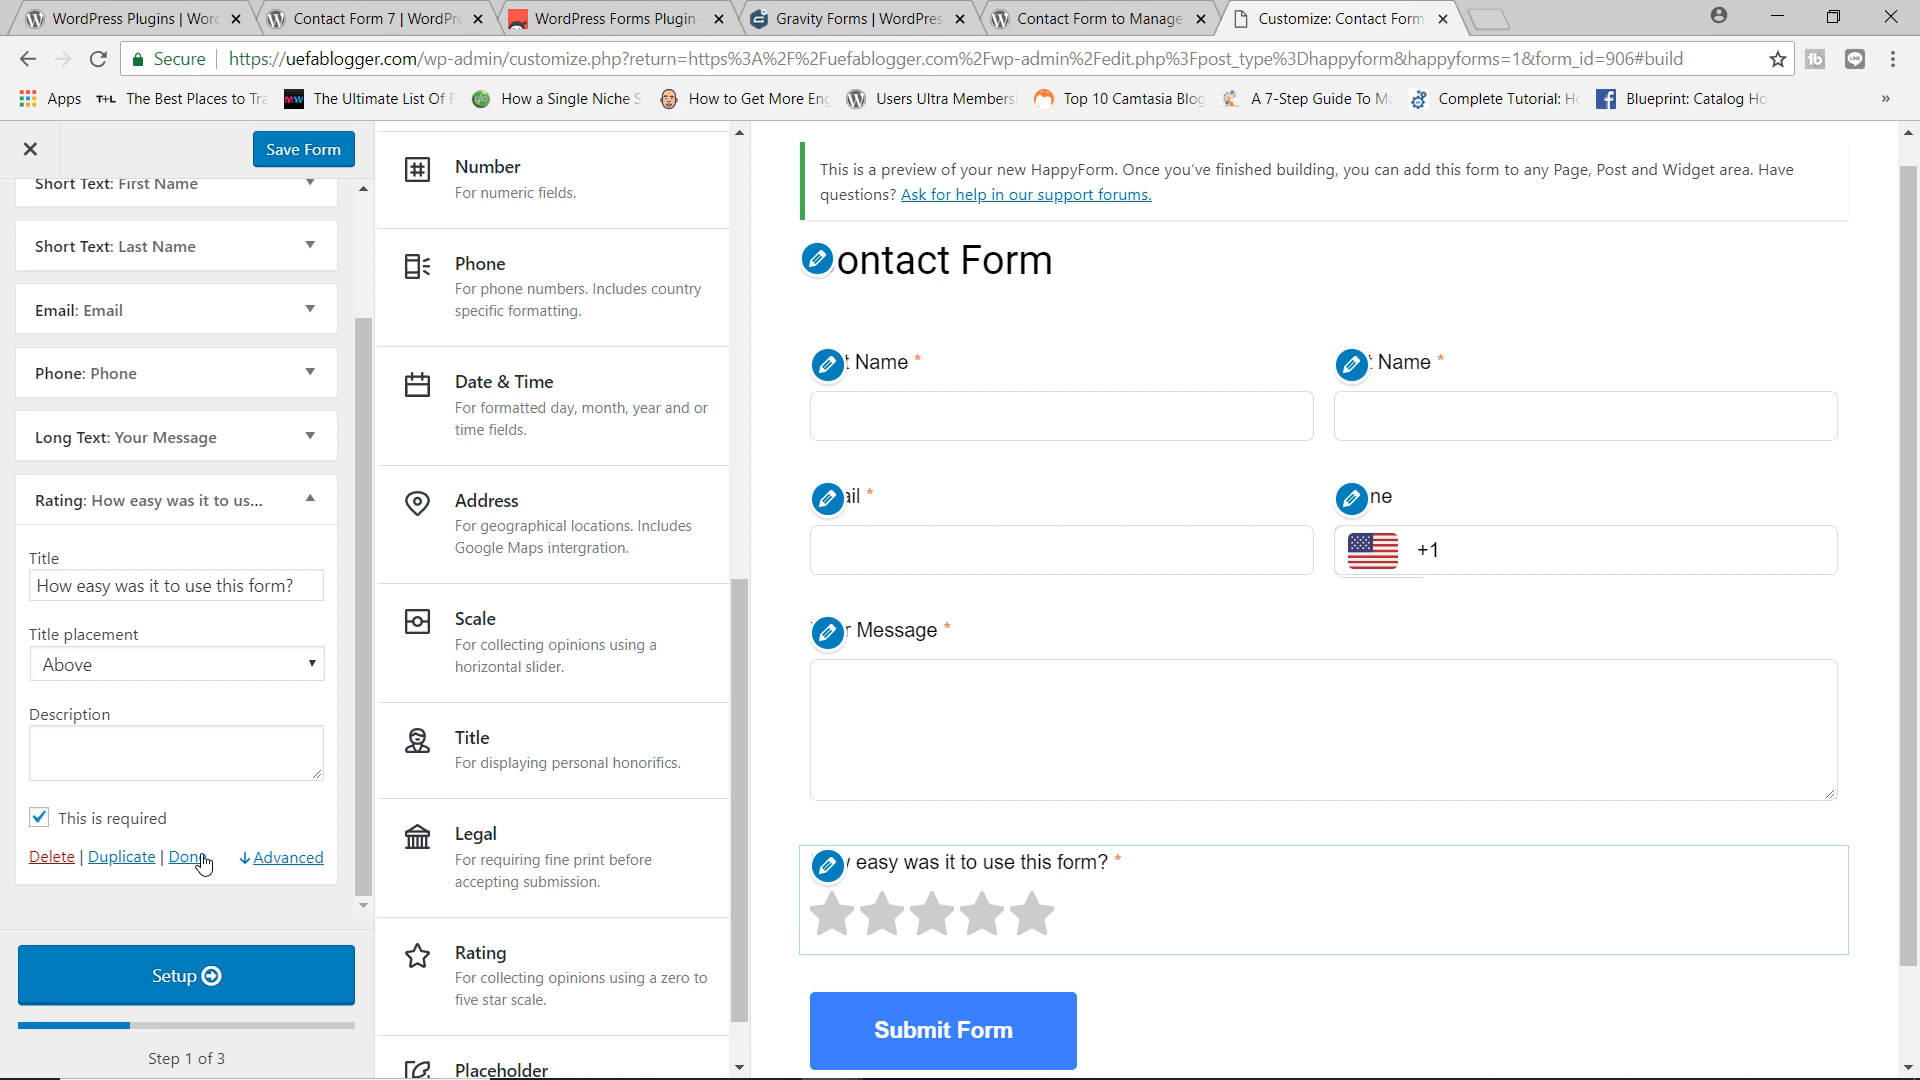 WordPress Plugins | Wor
Contact Form 7 | WordPr
WordPress Forms Plugin
Gravity Forms | WordPres
Contact Form to Manage
Customize: Contact Form
Secure
https://uefablogger.com/wp-admin/customize.php?return=https%3A%2F%2Fuefablogger.com%2Fwp-admin%2Fedit.php%3Fpost_type%3Dhappyform&happyforms=1&form_id=906#build
Apps
The Best Places to Tra
The Ultimate List Of F
How a Single Niche S
How to Get More Eng
Users Ultra Members
Top 10 Camtasia Blog
A 7-Step Guide To Ma
Complete Tutorial: Ho
Blueprint: Catalog Ho
»
Save Form
Short Text: First Name
Short Text: Last Name
Email: Email
Phone: Phone
Long Text: Your Message
Rating: How easy was it to us...
Title
How easy was it to use this form?
Title placement
Above
Description
This is required
Delete | Duplicate | Don
Advanced
Setup
Step 1 of 3
Number
For numeric fields.
Phone
For phone numbers. Includes country
specific formatting.
Date & Time
For formatted day, month, year and or
time fields.
Address
For geographical locations. Includes
Google Maps intergration.
Scale
For collecting opinions using a
horizontal slider.
Title
For displaying personal honorifics.
Legal
For requiring fine print before
accepting submission.
Rating
For collecting opinions using a zero to
five star scale.
Placeholder
This is a preview of your new HappyForm. Once you've finished building, you can add this form to any Page, Post and Widget area. Have
questions? Ask for help in our support forums.
ontact Form
t Name *
t Name *
ail *
ne
+1
r Message *
easy was it to use this form? *
Submit Form